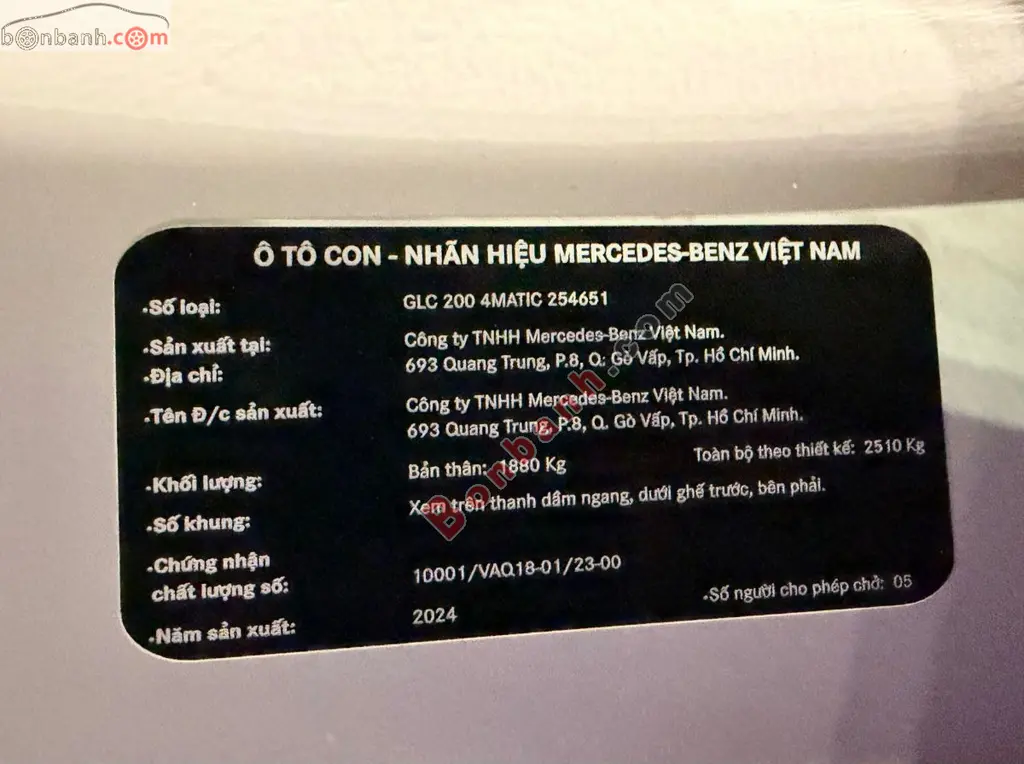 bonbanh.com
Ô TÔ CON - NHÃN HIỆU MERCEDES-BENZ VIỆT NAM
•Số loại: GLC 200 4MATIC 254651
•Sản xuất tại: Công ty TNHH Mercedes-Benz Việt Nam.
•Địa chỉ: 693 Quang Trung, P.8, Q. Gò Vấp, Tp. Hồ Chí Minh.
•Tên Đ/c sản xuất: Công ty TNHH Mercedes-Benz Việt Nam.
693 Quang Trung, P.8, Q. Gò Vấp, Tp. Hồ Chí Minh.
•Khối lượng: Bản thân: 1880 Kg Toàn bộ theo thiết kế: 2510 Kg
•Số khung: Xem trên thanh dầm ngang, dưới ghế trước, bên phải.
•Chứng nhận
chất lượng số: 10001/VAQ18-01/23-00
•Năm sản xuất: 2024 •Số người cho phép chở: 05
Bonbanh.com